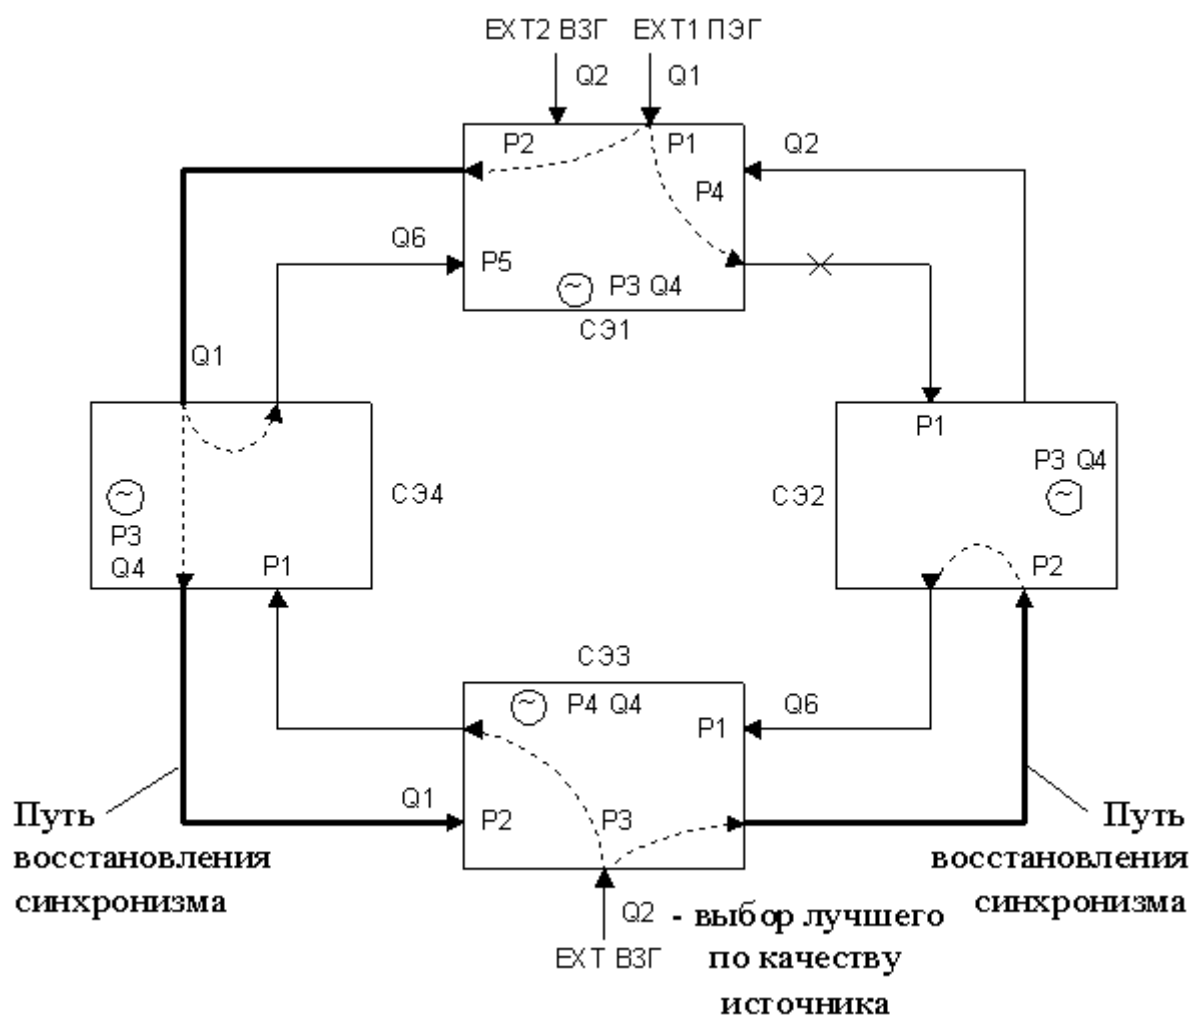 EXT2 ВЗГ EXT1 ПЭГ
Q2 Q1
P2 P1 Q2
P4
Q6 P5
P3 Q4
СЭ1
Q1
P1
P3 Q4
СЭ4 СЭ2
P3
Q4 P1 P2
СЭ3
P4 Q4 P1 Q6
Q1 P2 P3
Путь
восстановления
синхронизма
Путь
восстановления
синхронизма
Q2 - выбор лучшего
по качеству
источника
EXT ВЗГ